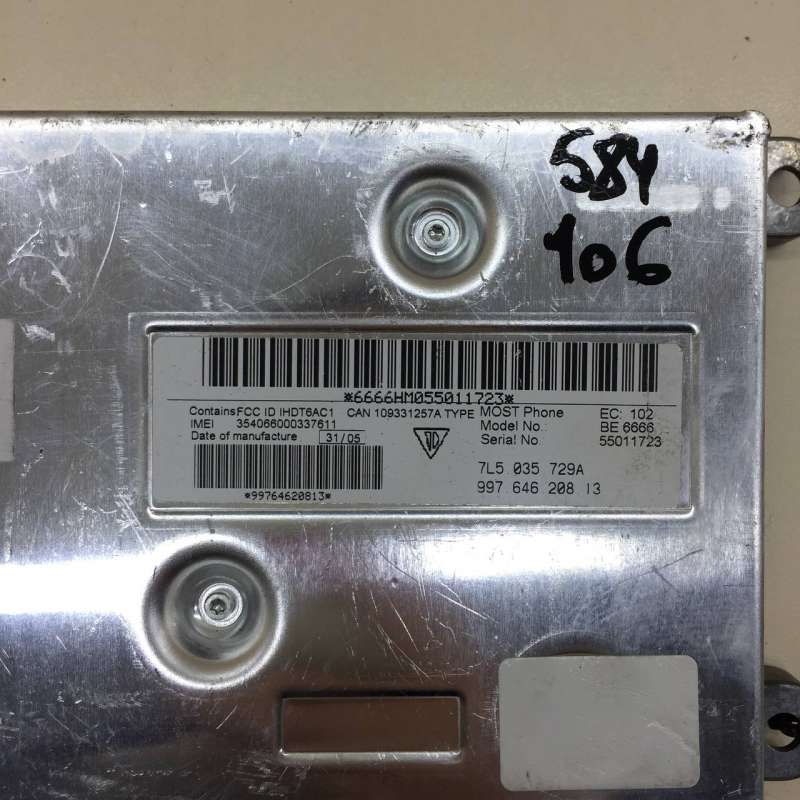 584
106
*6666HM055011723*
Contains FCC ID IHDT6AC1 CAN 109331257A TYPE MOST Phone EC: 102
IMEI 354066000337611 Model No.: BE 6666
Date of manufacture 31/05 Serial No 55011723
7L5 035 729A
997 646 208 13
*99764620813*